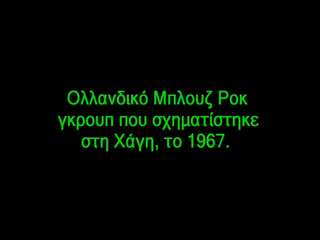 Ολλανδικό Μπλουζ Ροκ
γκρουπ που σχηματίστηκε
στη Χάγη, το 1967.